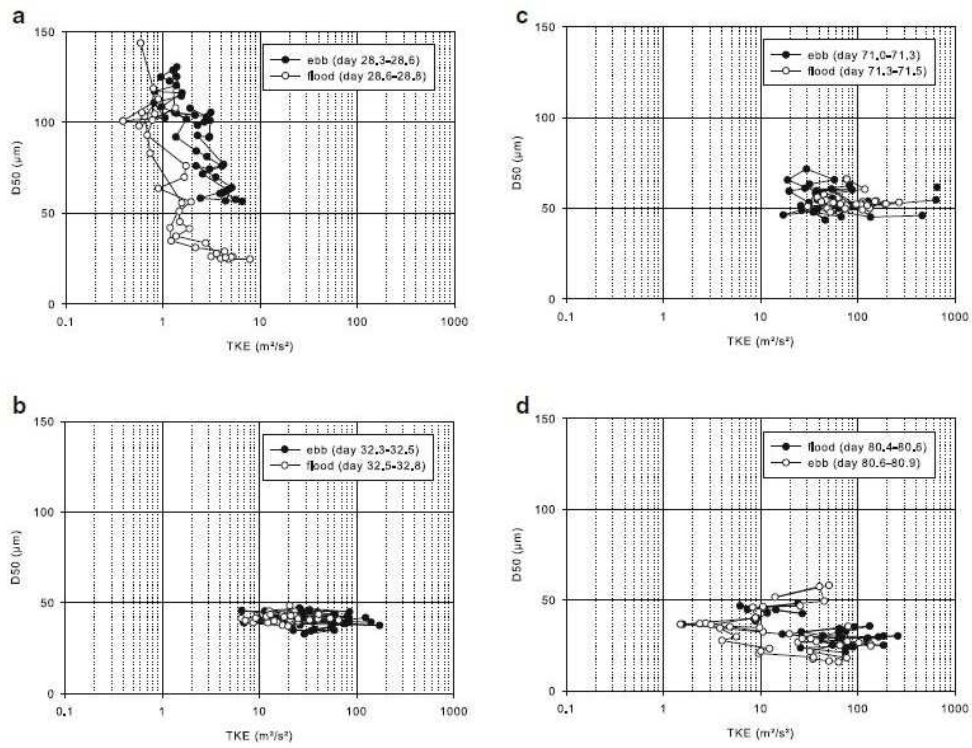 a
150
100
50
0
D50 (µm)
ebb (day 28.3–28.6)
flood (day 28.6–28.8)
0.1 1 10 100 1000
TKE (m²/s²)
c
150
100
50
0
D50 (µm)
ebb (day 71.0–71.3)
flood (day 71.3–71.5)
0.1 1 10 100 1000
TKE (m²/s²)
b
150
100
50
0
D50 (µm)
ebb (day 32.3–32.5)
flood (day 32.5–32.8)
0.1 1 10 100 1000
TKE (m²/s²)
d
150
100
50
0
D50 (µm)
flood (day 80.4–80.6)
ebb (day 80.6–80.9)
0.1 1 10 100 1000
TKE (m²/s²)